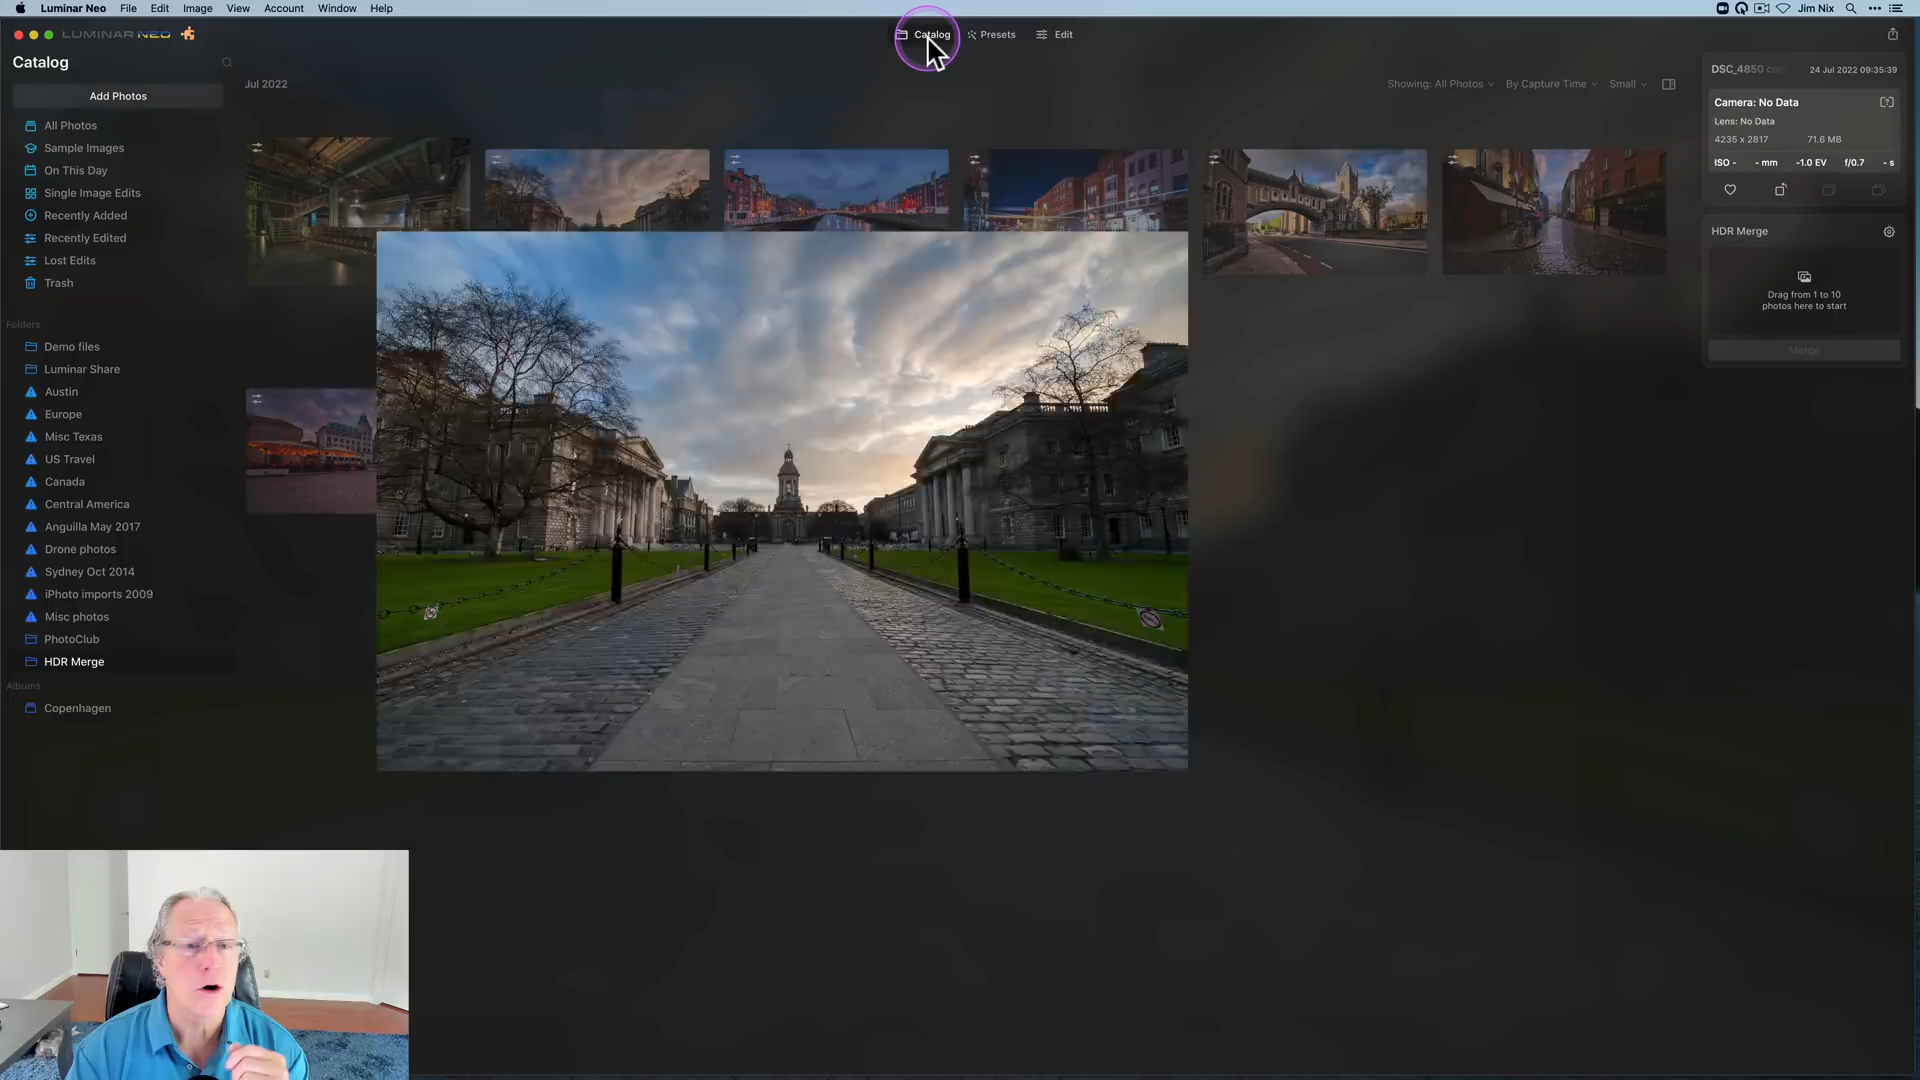 Luminar Neo File Edit Image View Account Window Help Jim Nix
LUMINAR NEO Catalog Presets Edit
Catalog
Jul 2022 Showing: All Photos By Capture Time Small
Add Photos
All Photos
Sample Images
On This Day
Single Image Edits
Recently Added
Recently Edited
Lost Edits
Trash
Folders
Demo files
Luminar Share
Austin
Europe
Misc Texas
US Travel
Canada
Central America
Anguilla May 2017
Drone photos
Sydney Oct 2014
iPhoto imports 2009
Misc photos
PhotoClub
HDR Merge
Albums
Copenhagen
DSC_4850 cop 24 Jul 2022 09:35:39
Camera: No Data
Lens: No Data
4235 x 2817 71.6 MB
ISO - - mm -1.0 EV f/0.7 - s
HDR Merge
Drag from 1 to 10
photos here to start
Merge